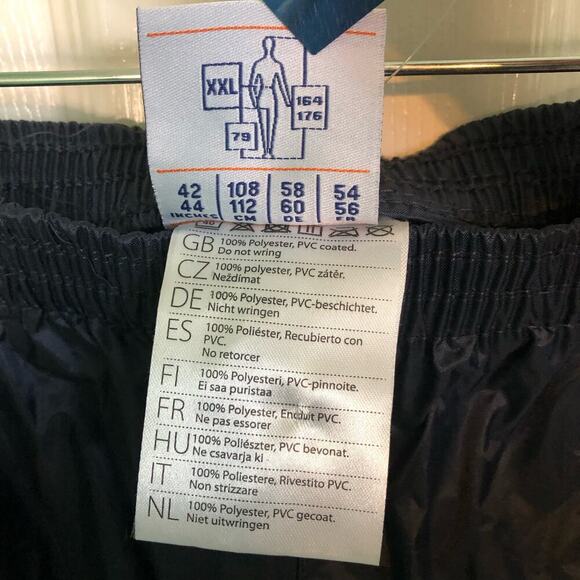 XXL
164
176
79
42 108 58 54
44 112 60 56
INCHES CM DE FR
40
GB 100% Polyester, PVC coated.
Do not wring
CZ 100% polyester, PVC zátěr.
Neždímat
DE 100% Polyester, PVC-beschichtet.
Nicht wringen
ES 100% Poliéster, Recubierto con
PVC.
No retorcer
FI 100% Polyesteri, PVC-pinnoite.
Ei saa puristaa
FR 100% Polyester, Enduit PVC.
Ne pas essorer
HU 100% Poliészter, PVC bevonat.
Ne csavarja ki
IT 100% Poliestere, Rivestito PVC.
Non strizzare
NL 100% Polyester, PVC gecoat.
Niet uitwringen